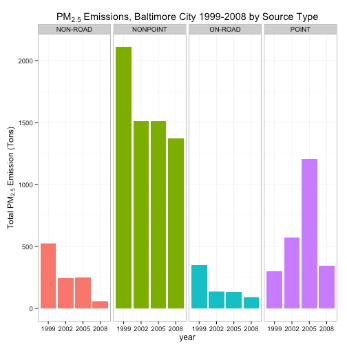 PM2.5 Emissions, Baltimore City 1999-2008 by Source Type
NON-ROAD NONPOINT ON-ROAD POINT
Total PM2.5 Emission (Tons)
2000
1500
1000
500
0
1999 2002 2005 2008 1999 2002 2005 2008 1999 2002 2005 2008 1999 2002 2005 2008
year